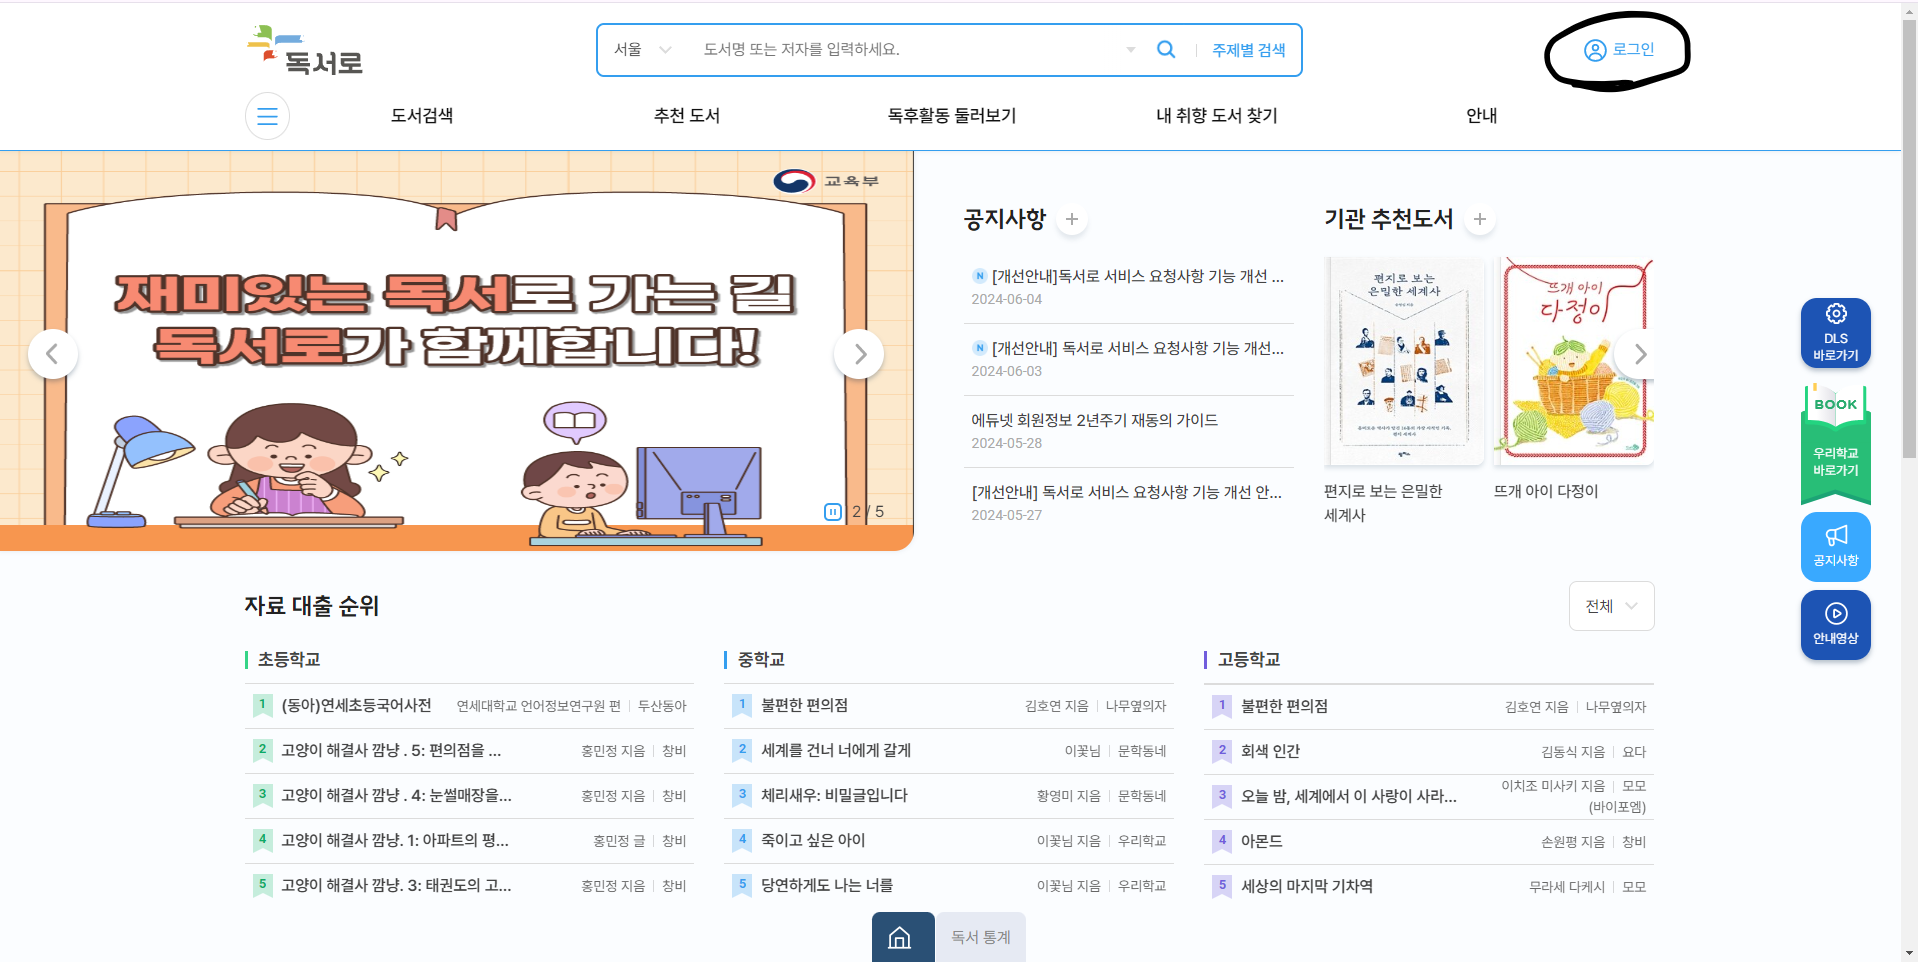 독서로
서울
도서명 또는 저자를 입력하세요.
주제별 검색
로그인
도서검색
추천 도서
독후활동 둘러보기
내 취향 도서 찾기
안내
교육부
재미있는 독서로 가는 길
독서로가 함께합니다!
2 / 5
공지사항
N [개선안내]독서로 서비스 요청사항 기능 개선 ...
2024-06-04
N [개선안내] 독서로 서비스 요청사항 기능 개선...
2024-06-03
에듀넷 회원정보 2년주기 재동의 가이드
2024-05-28
[개선안내] 독서로 서비스 요청사항 기능 개선 안...
2024-05-27
기관 추천도서
편지로 보는
은밀한 세계사
뜨개 아이
다정이
편지로 보는 은밀한
세계사
뜨개 아이 다정이
DLS
바로가기
BOOK
우리학교
바로가기
공지사항
안내영상
자료 대출 순위
전체
초등학교
1 (동아)연세초등국어사전 연세대학교 언어정보연구원 편 두산동아
2 고양이 해결사 깜냥 . 5: 편의점을 ... 홍민정 지음 창비
3 고양이 해결사 깜냥 . 4: 눈썰매장을... 홍민정 지음 창비
4 고양이 해결사 깜냥. 1: 아파트의 평... 홍민정 글 창비
5 고양이 해결사 깜냥. 3: 태권도의 고... 홍민정 지음 창비
중학교
1 불편한 편의점 김호연 지음 나무옆의자
2 세계를 건너 너에게 갈게 이꽃님 문학동네
3 체리새우: 비밀글입니다 황영미 지음 문학동네
4 죽이고 싶은 아이 이꽃님 지음 우리학교
5 당연하게도 나는 너를 이꽃님 지음 우리학교
고등학교
1 불편한 편의점 김호연 지음 나무옆의자
2 회색 인간 김동식 지음 요다
3 오늘 밤, 세계에서 이 사랑이 사라... 이치조 미사키 지음 모모
(바이포엠)
4 아몬드 손원평 지음 창비
5 세상의 마지막 기차역 무라세 다케시 모모
독서 통계